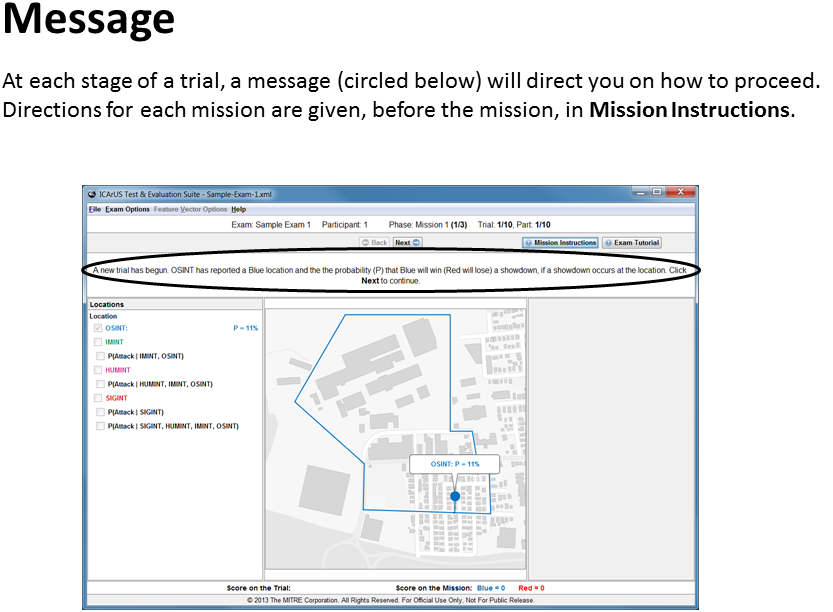 Message
At each stage of a trial, a message (circled below) will direct you on how to proceed.
Directions for each mission are given, before the mission, in Mission Instructions.
ICArUS Test & Evaluation Suite - Sample-Exam-1.xml
File Exam Options Feature Vector Options Help
Exam: Sample Exam 1 Participant: 1 Phase: Mission 1 (1/3) Trial: 1/10, Part: 1/10
Back Next Mission Instructions Exam Tutorial
A new trial has begun. OSINT has reported a Blue location and the the probability (P) that Blue will win (Red will lose) a showdown, if a showdown occurs at the location. Click
Next to continue.
Locations
Location
OSINT: P = 11%
IMINT
P(Attack | IMINT, OSINT)
HUMINT
P(Attack | HUMINT, IMINT, OSINT)
SIGINT
P(Attack | SIGINT)
P(Attack | SIGINT, HUMINT, IMINT, OSINT)
OSINT: P = 11%
Score on the Trial: Score on the Mission: Blue = 0 Red = 0
© 2013 The MITRE Corporation. All Rights Reserved. For Official Use Only, Not For Public Release.